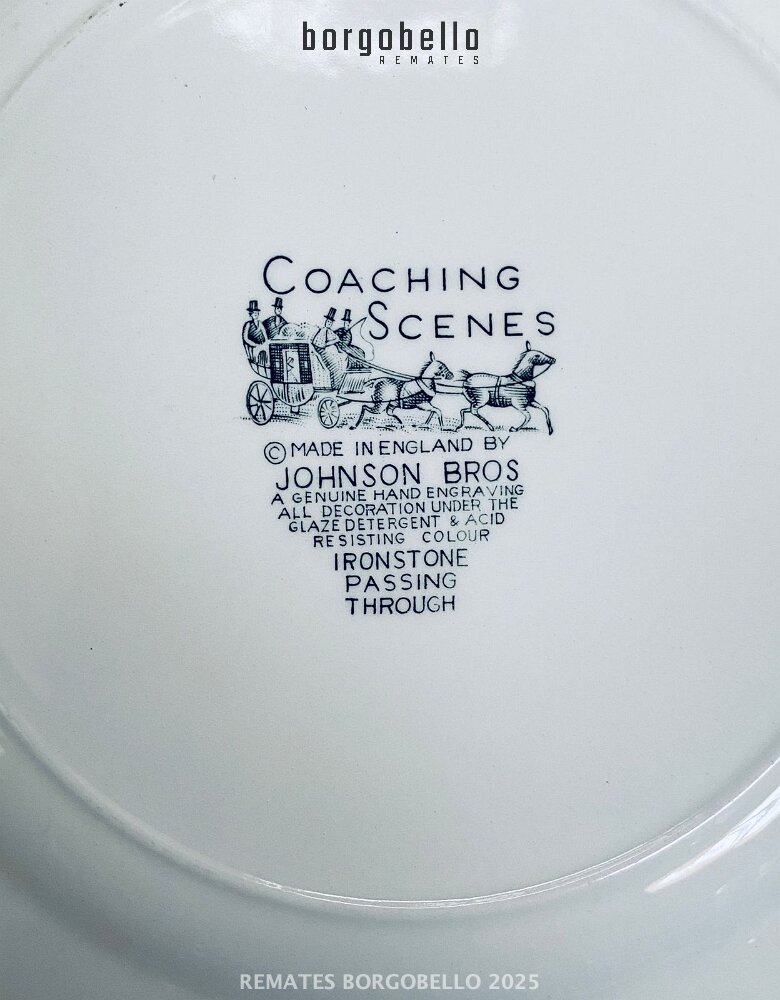 borgobello
REMATES
COACHING
SCENES
© MADE IN ENGLAND BY
JOHNSON BROS
A GENUINE HAND ENGRAVING
ALL DECORATION UNDER THE
GLAZE DETERGENT & ACID
RESISTING COLOUR
IRONSTONE
PASSING
THROUGH
REMATES BORGOBELLO 2025